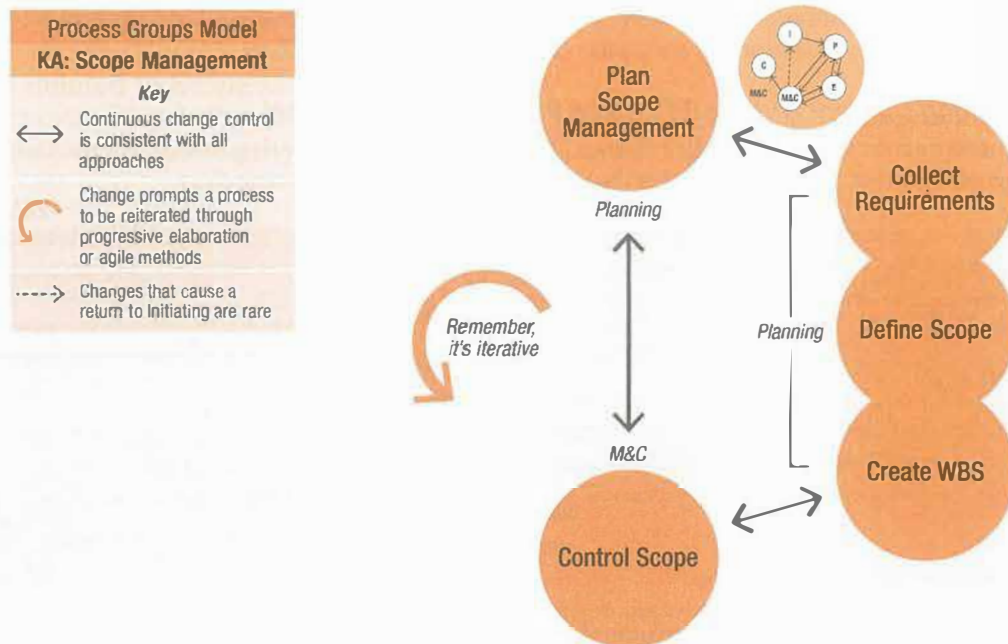 Process Groups Model
KA: Scope Management
Key
Continuous change control
is consistent with all
approaches
Change prompts a process
to be reiterated through
progressive elaboration
or agile methods
Changes that cause a
return to Initiating are rare
Plan
Scope
Management
I
P
C
E
M&C
M&C
Collect
Requirements
Planning
Define Scope
Planning
Remember,
it's iterative
M&C
Create WBS
Control Scope